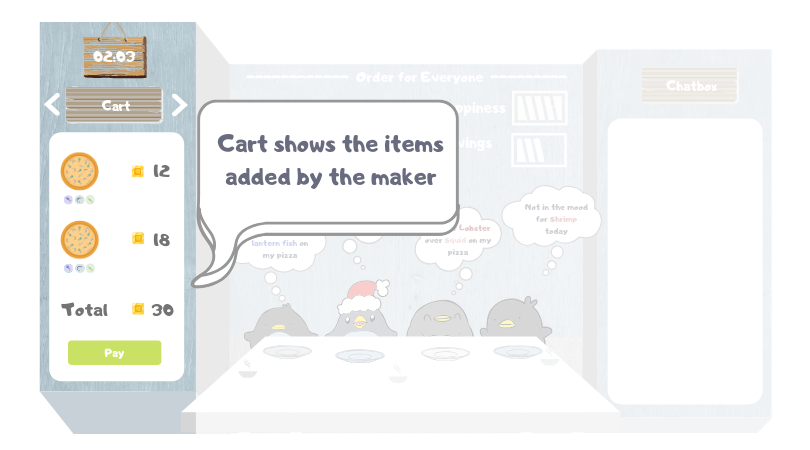 02:03
Cart
12
18
Total 30
Pay
Cart shows the items
added by the maker
Order for Everyone
ppiness
vings
lantern fish on
my pizza
Lobster
over Squid on my
pizza
Not in the mood
for Shrimp
today
Chatbox